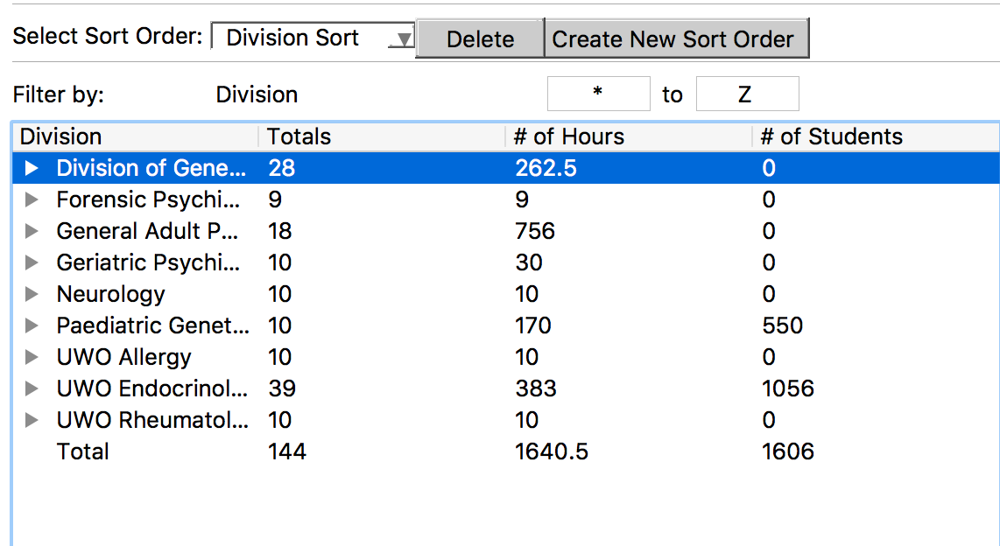 Select Sort Order: Division Sort Delete Create New Sort Order
Filter by: Division * to Z
Division Totals # of Hours # of Students
Division of Gene... 28 262.5 0
Forensic Psychi... 9 9 0
General Adult P... 18 756 0
Geriatric Psychi... 10 30 0
Neurology 10 10 0
Paediatric Genet... 10 170 550
UWO Allergy 10 10 0
UWO Endocrinol... 39 383 1056
UWO Rheumatol... 10 10 0
Total 144 1640.5 1606